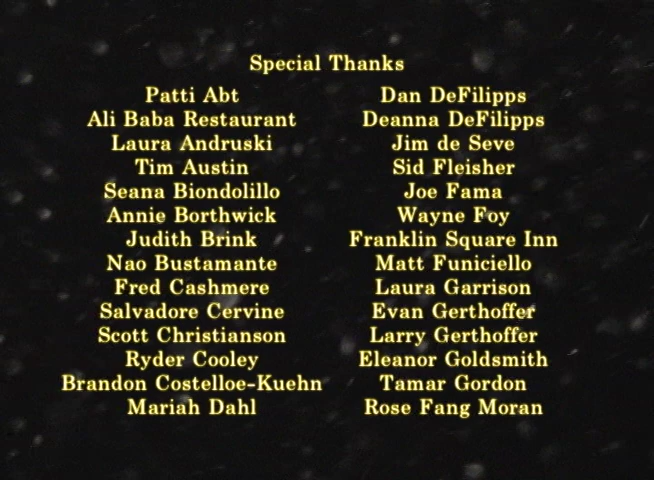 Special Thanks
Patti Abt
Ali Baba Restaurant
Laura Andruski
Tim Austin
Seana Biondolillo
Annie Borthwick
Judith Brink
Nao Bustamante
Fred Cashmere
Salvadore Cervine
Scott Christianson
Ryder Cooley
Brandon Costelloe-Kuehn
Mariah Dahl
Dan DeFilipps
Deanna DeFilipps
Jim de Seve
Sid Fleisher
Joe Fama
Wayne Foy
Franklin Square Inn
Matt Funiciello
Laura Garrison
Evan Gerthoffer
Larry Gerthoffer
Eleanor Goldsmith
Tamar Gordon
Rose Fang Moran